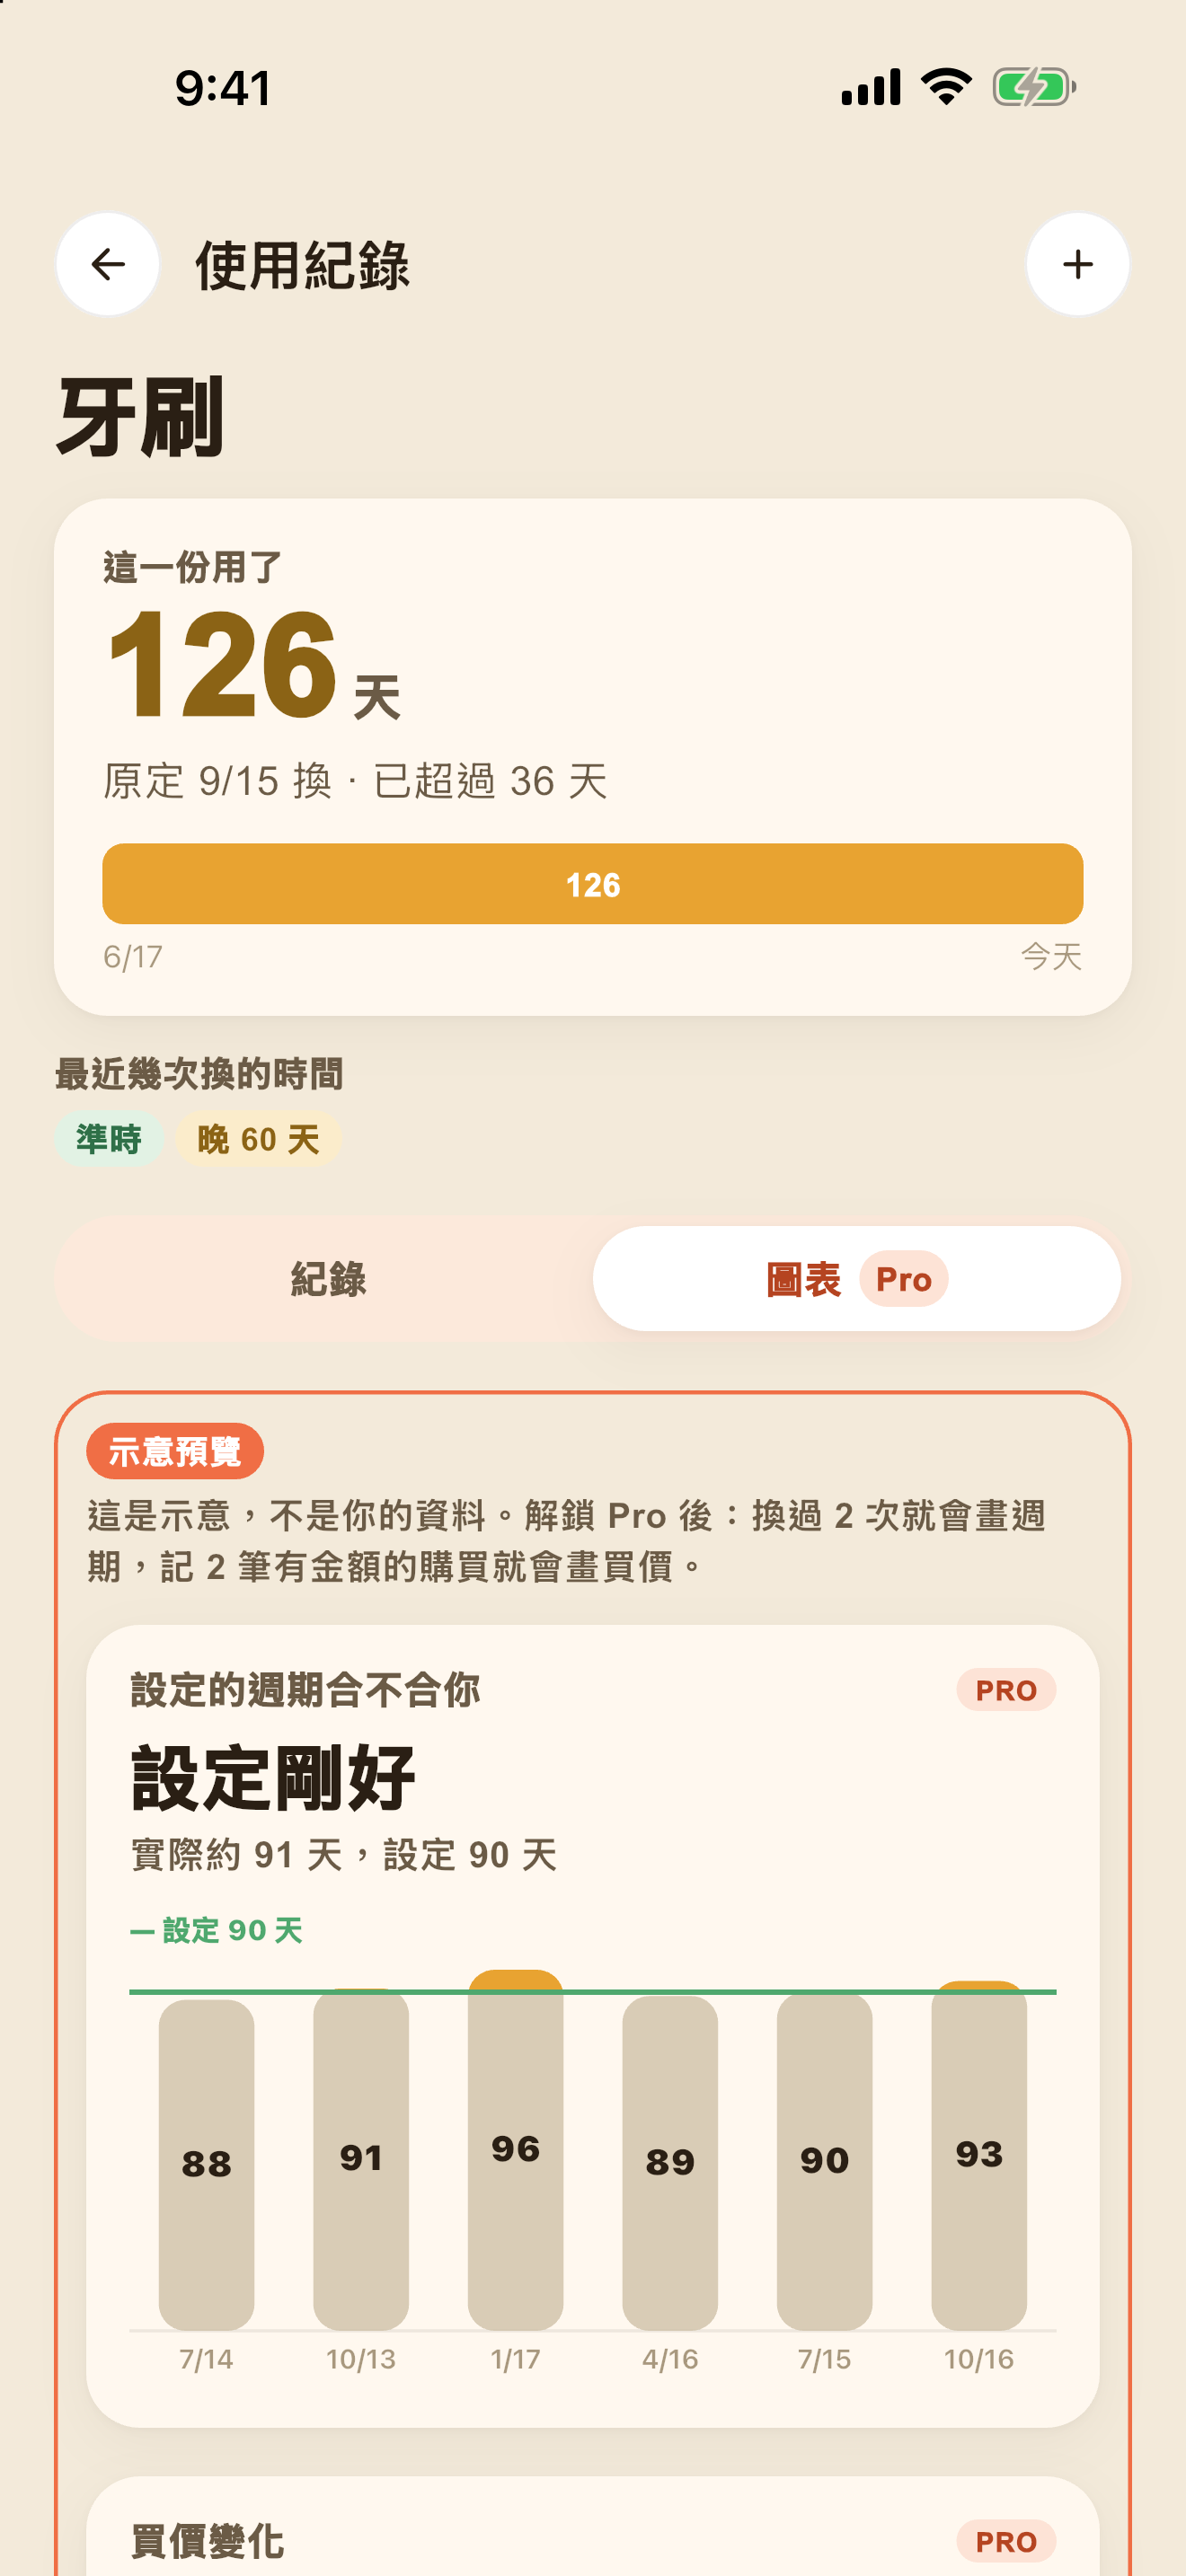 9:41
使用紀錄
牙刷
這一份用了
126 天
原定 9/15 換 · 已超過 36 天
126
6/17 今天
最近幾次換的時間
準時 晚 60 天
紀錄 圖表 Pro
示意預覽
這是示意，不是你的資料。解鎖 Pro 後：換過 2 次就會畫週
期，記 2 筆有金額的購買就會畫買價。
設定的週期合不合你 PRO
設定剛好
實際約 91 天，設定 90 天
— 設定 90 天
88 91 96 89 90 93
7/14 10/13 1/17 4/16 7/15 10/16
買價變化 PRO